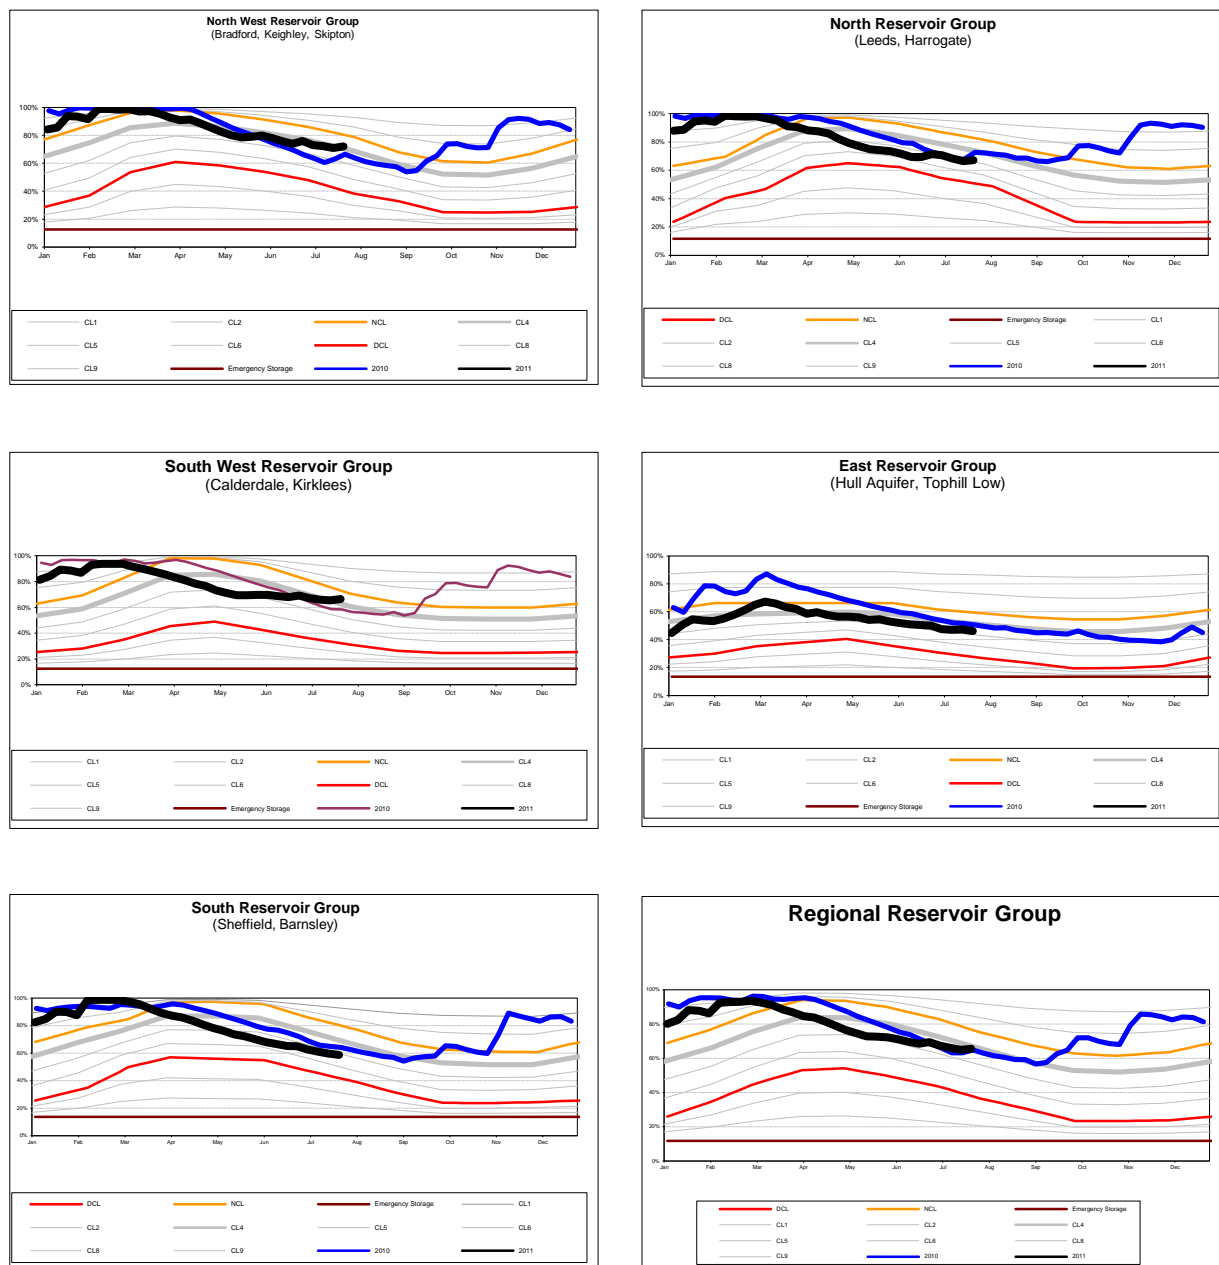 North West Reservoir Group
(Bradford, Keighley, Skipton)
100%
80%
60%
40%
20%
0%
Jan Feb Mar Apr May Jun Jul Aug Sep Oct Nov Dec
CL1 CL2 NCL CL4
CL5 CL6 DCL CL8
CL9 Emergency Storage 2010 2011
North Reservoir Group
(Leeds, Harrogate)
100%
80%
60%
40%
20%
0%
Jan Feb Mar Apr May Jun Jul Aug Sep Oct Nov Dec
DCL NCL Emergency Storage CL1
CL2 CL4 CL5 CL6
CL8 CL9 2010 2011
South West Reservoir Group
(Calderdale, Kirklees)
100%
80%
60%
40%
20%
0%
Jan Feb Mar Apr May Jun Jul Aug Sep Oct Nov Dec
CL1 CL2 NCL CL4
CL5 CL6 DCL CL8
CL9 Emergency Storage 2010 2011
East Reservoir Group
(Hull Aquifer, Tophill Low)
100%
80%
60%
40%
20%
0%
Jan Feb Mar Apr May Jun Jul Aug Sep Oct Nov Dec
CL1 CL2 NCL CL4
CL5 CL6 DCL CL8
CL9 Emergency Storage 2010 2011
South Reservoir Group
(Sheffield, Barnsley)
100%
80%
60%
40%
20%
0%
Jan Feb Mar Apr May Jun Jul Aug Sep Oct Nov Dec
DCL NCL Emergency Storage CL1
CL2 CL4 CL5 CL6
CL8 CL9 2010 2011
Regional Reservoir Group
100%
80%
60%
40%
20%
0%
Jan Feb Mar Apr May Jun Jul Aug Sep Oct Nov Dec
DCL NCL Emergency Storage
CL1 CL2 CL4
CL5 CL6 CL8
CL9 2010 2011